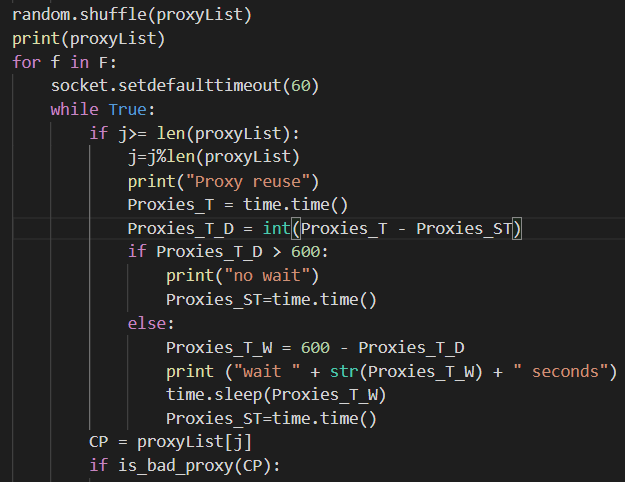 random.shuffle(proxyList)
print(proxyList)
for f in F:
    socket.setdefaulttimeout(60)
    while True:
        if j>= len(proxyList):
            j=j%len(proxyList)
            print("Proxy reuse")
            Proxies_T = time.time()
            Proxies_T_D = int(Proxies_T - Proxies_ST)
            if Proxies_T_D > 600:
                print("no wait")
                Proxies_ST=time.time()
            else:
                Proxies_T_W = 600 - Proxies_T_D
                print ("wait " + str(Proxies_T_W) + " seconds")
                time.sleep(Proxies_T_W)
                Proxies_ST=time.time()
        CP = proxyList[j]
        if is_bad_proxy(CP):